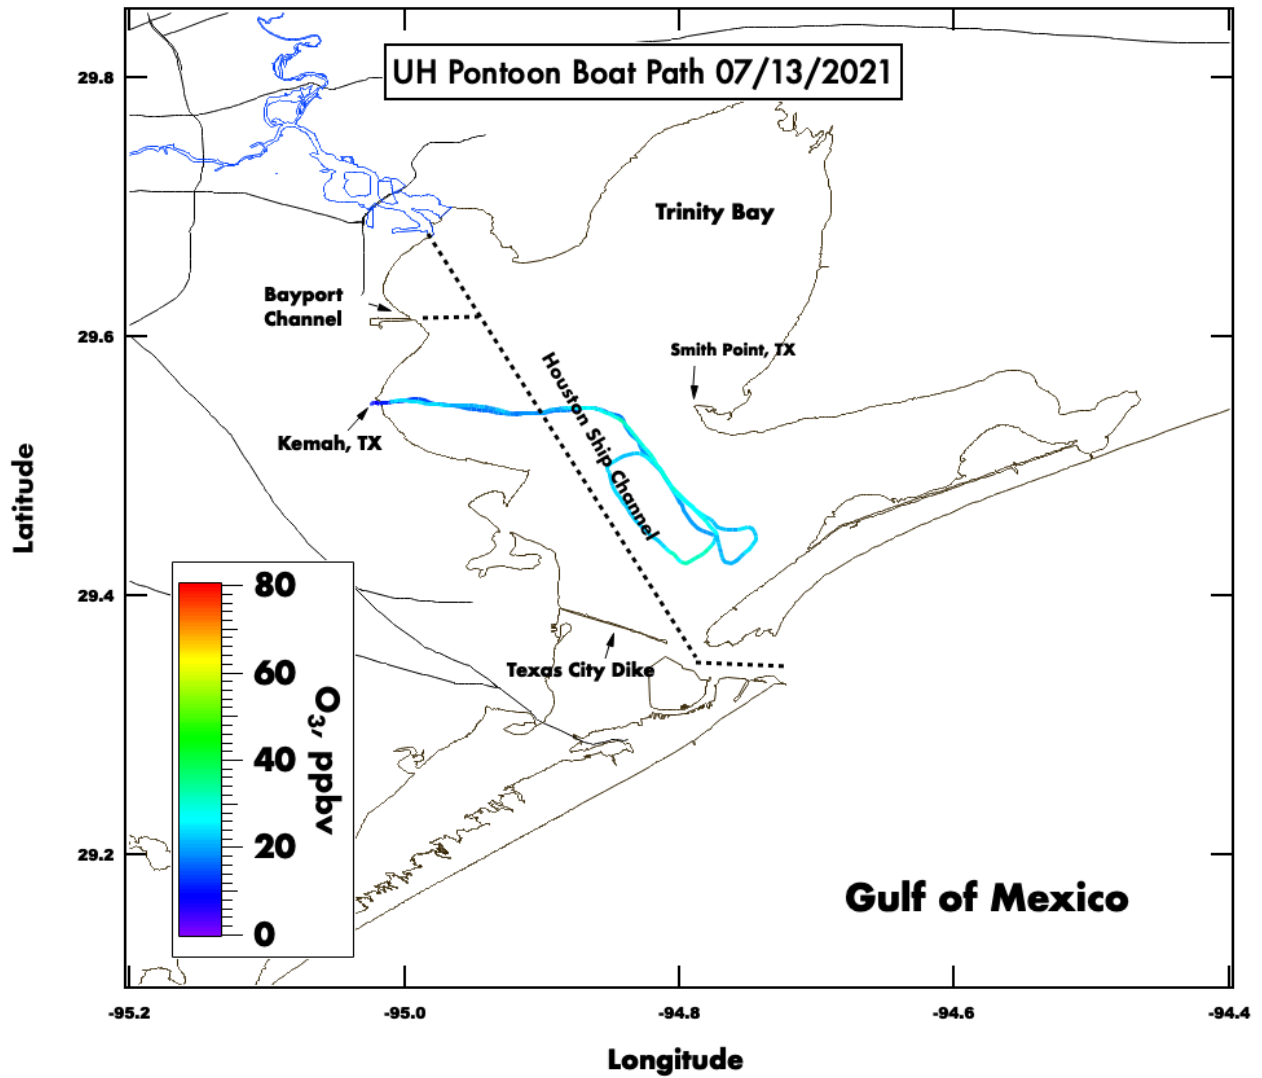 UH Pontoon Boat Path 07/13/2021
29.8
Trinity Bay
Bayport
Channel
29.6
Smith Point, TX
Houston Ship Channel
Kemah, TX
Latitude
80
29.4
60
Texas City Dike
O3, ppbv
40
20
29.2
Gulf of Mexico
0
-95.2
-95.0
-94.8
-94.6
-94.4
Longitude